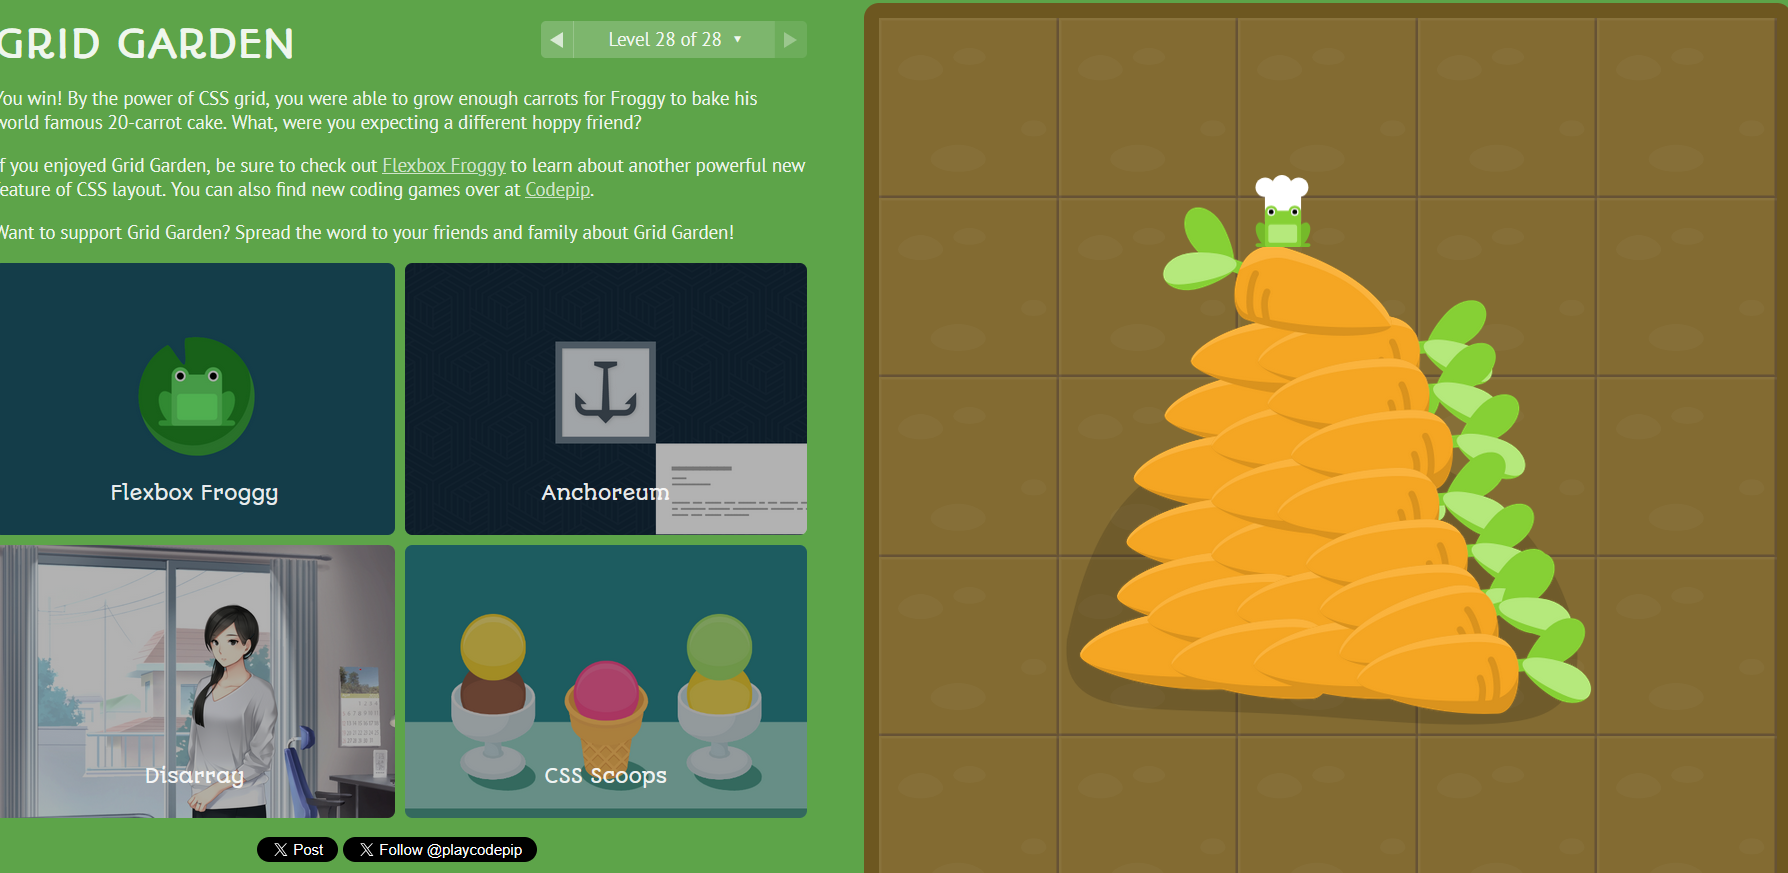 GRID GARDEN
◀ Level 28 of 28 ▼ ▶
You win! By the power of CSS grid, you were able to grow enough carrots for Froggy to bake his
world famous 20-carrot cake. What, were you expecting a different hoppy friend?
If you enjoyed Grid Garden, be sure to check out Flexbox Froggy to learn about another powerful new
feature of CSS layout. You can also find new coding games over at Codepip.
Want to support Grid Garden? Spread the word to your friends and family about Grid Garden!
Flexbox Froggy
Anchoreum
Disarray
CSS Scoops
X Post
X Follow @playcodepip